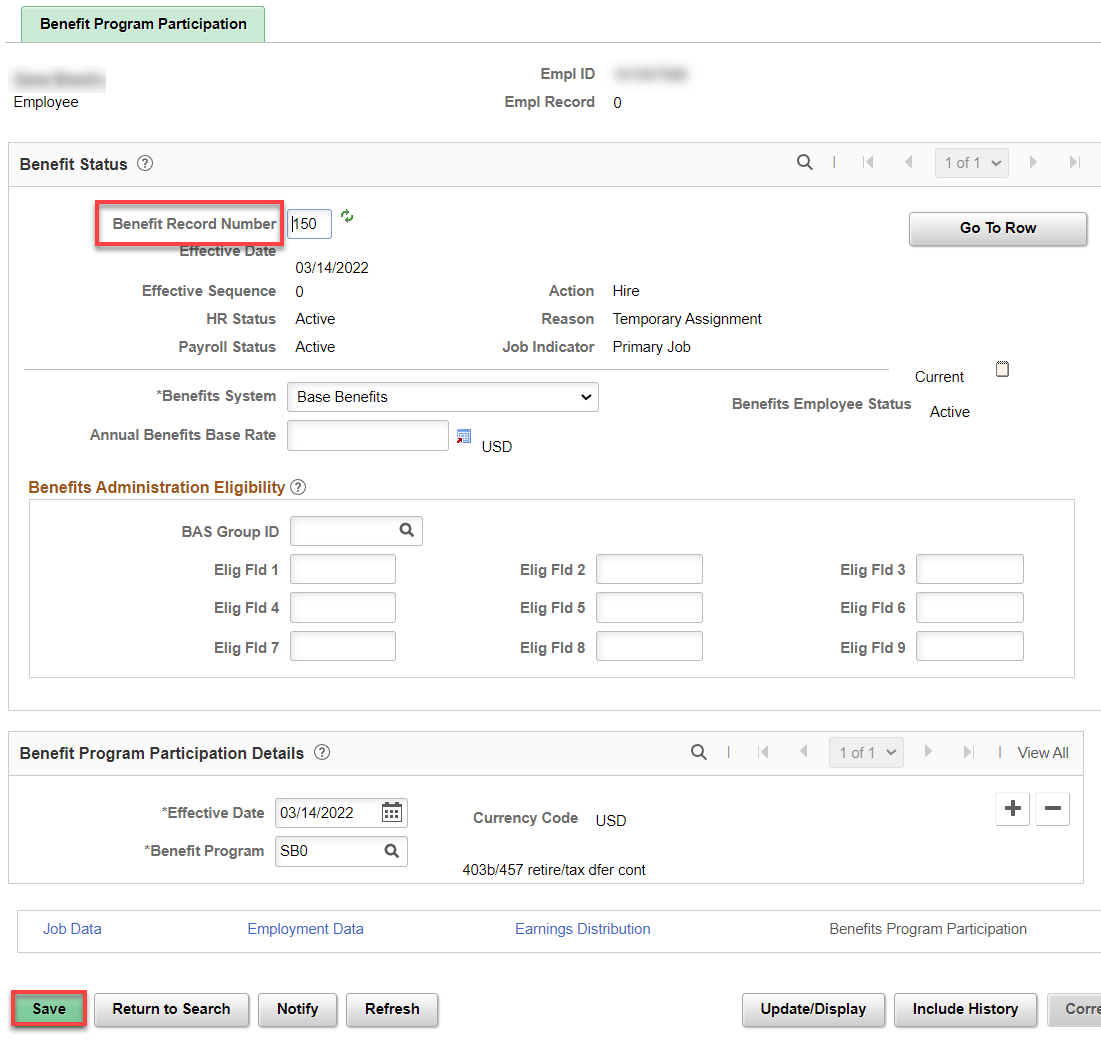 Benefit Program Participation
Empl ID
Employee
Empl Record 0
Benefit Status ? 1 of 1
Benefit Record Number 150
Go To Row
Effective Date
03/14/2022
Effective Sequence 0 Action Hire
HR Status Active Reason Temporary Assignment
Payroll Status Active Job Indicator Primary Job
Current
*Benefits System Base Benefits
Benefits Employee Status Active
Annual Benefits Base Rate USD
Benefits Administration Eligibility ?
BAS Group ID
Elig Fld 1 Elig Fld 2 Elig Fld 3
Elig Fld 4 Elig Fld 5 Elig Fld 6
Elig Fld 7 Elig Fld 8 Elig Fld 9
Benefit Program Participation Details ? 1 of 1 View All
*Effective Date 03/14/2022 Currency Code USD
*Benefit Program SB0
403b/457 retire/tax dfer cont
Job Data Employment Data Earnings Distribution Benefits Program Participation
Save Return to Search Notify Refresh Update/Display Include History Corre